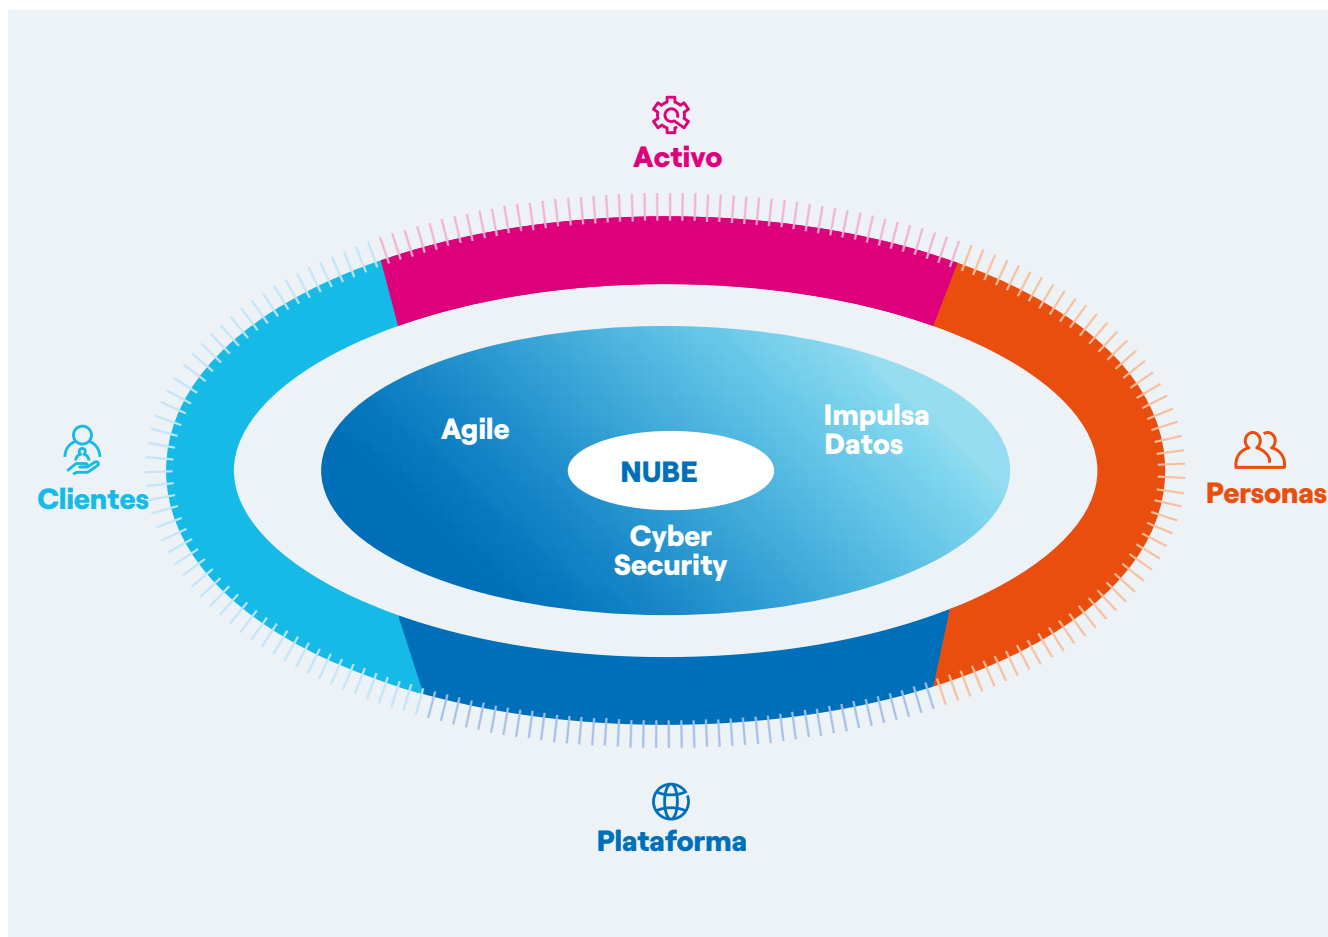 Activo
Agile
Impulsa
Datos
NUBE
Clientes
Personas
Cyber
Security
Plataforma